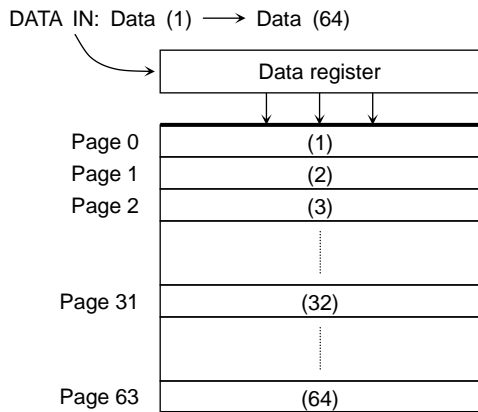 DATA IN: Data (1) Data (64)
Data register
Page 0 (1)
Page 1 (2)
Page 2 (3)
Page 31 (32)
Page 63 (64)